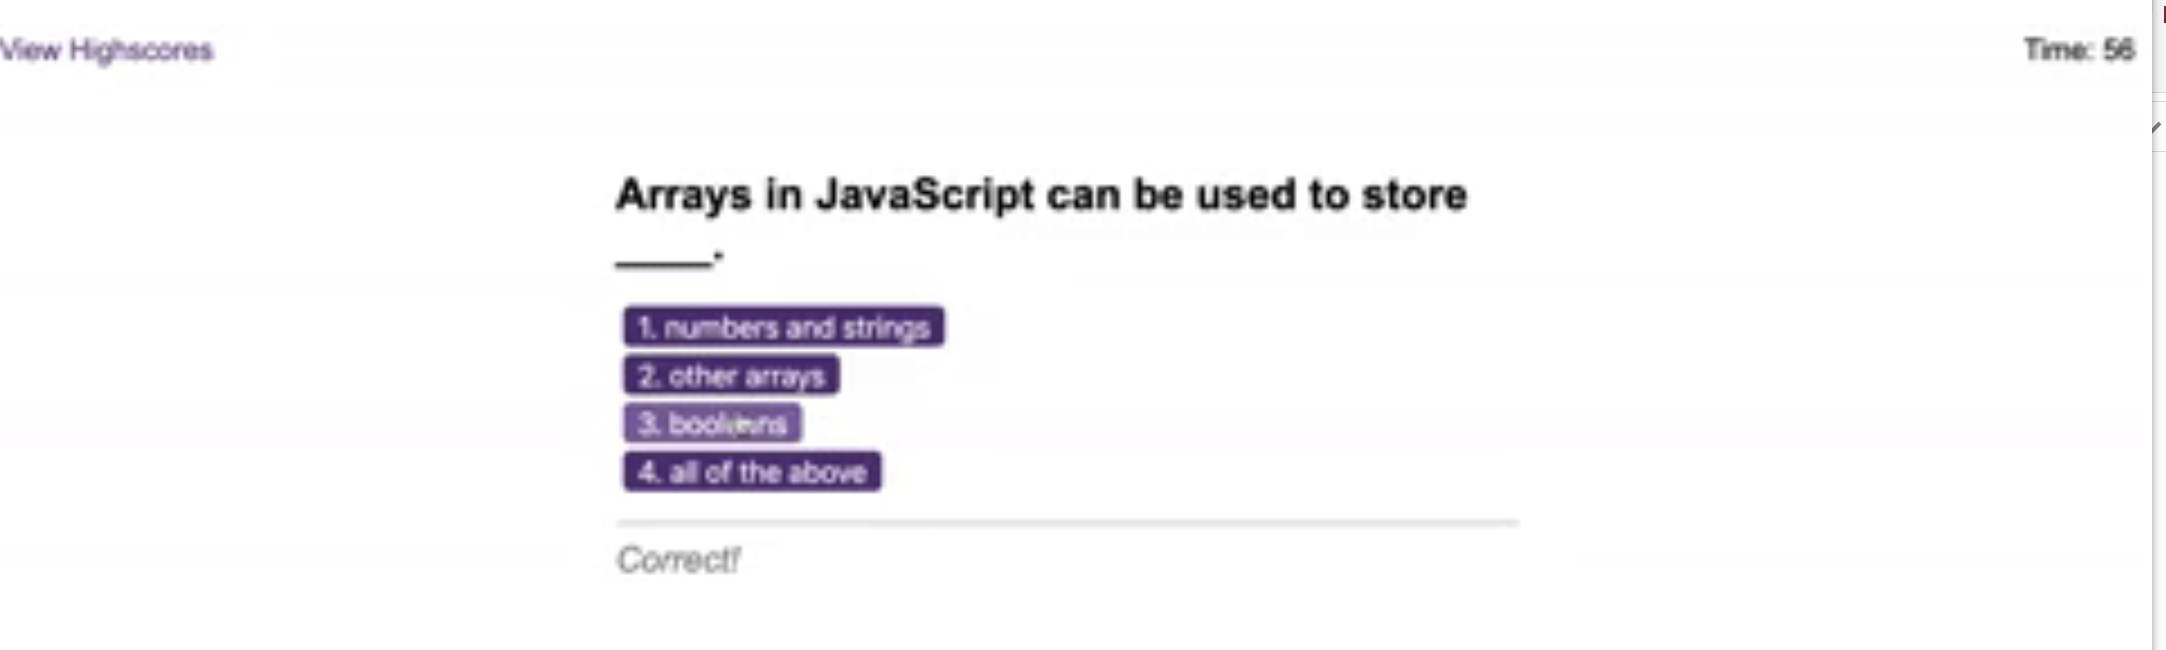 View Highscores
Time: 56
Arrays in JavaScript can be used to store
____.
1. numbers and strings
2. other arrays
3. booleans
4. all of the above
Correct!